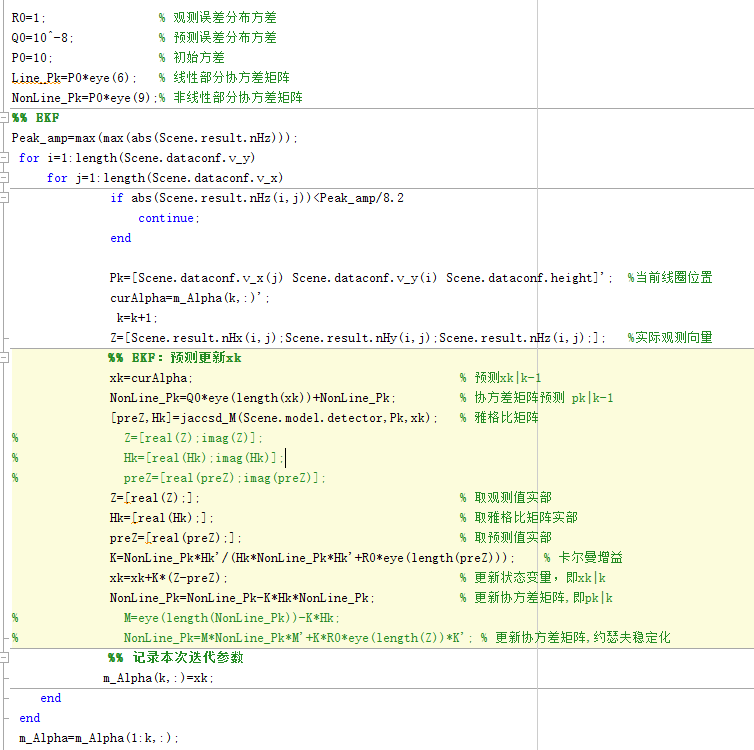 R0=1; % 观测误差分布方差
Q0=10^-8; % 预测误差分布方差
P0=10; % 初始方差
Line_Pk=P0*eye(6); % 线性部分协方差矩阵
NonLine_Pk=P0*eye(9);% 非线性部分协方差矩阵
%% BKF
Peak_amp=max(max(abs(Scene.result.nHz)));
for i=1:length(Scene.dataconf.v_y)
for j=1:length(Scene.dataconf.v_x)
if abs(Scene.result.nHz(i,j))<Peak_amp/8.2
continue;
end
Pk=[Scene.dataconf.v_x(j) Scene.dataconf.v_y(i) Scene.dataconf.height]'; %当前线圈位置
curAlpha=m_Alpha(k,:)';
k=k+1;
Z=[Scene.result.nHx(i,j);Scene.result.nHy(i,j);Scene.result.nHz(i,j);]; %实际观测向量
%% BKF：预测更新xk
xk=curAlpha; % 预测xk|k-1
NonLine_Pk=Q0*eye(length(xk))+NonLine_Pk; % 协方差矩阵预测 pk|k-1
[preZ,Hk]=jaccsd_M(Scene.model.detector,Pk,xk); % 雅格比矩阵
% Z=[real(Z);imag(Z)];
% Hk=[real(Hk);imag(Hk)];
% preZ=[real(preZ);imag(preZ)];
Z=[real(Z);]; % 取观测值实部
Hk=[real(Hk);]; % 取雅格比矩阵实部
preZ=[real(preZ);]; % 取预测值实部
K=NonLine_Pk*Hk'/(Hk*NonLine_Pk*Hk'+R0*eye(length(preZ))); % 卡尔曼增益
xk=xk+K*(Z-preZ); % 更新状态变量，即xk|k
NonLine_Pk=NonLine_Pk-K*Hk*NonLine_Pk; % 更新协方差矩阵,即pk|k
% M=eye(length(NonLine_Pk))-K*Hk;
% NonLine_Pk=M*NonLine_Pk*M'+K*R0*eye(length(Z))*K'; % 更新协方差矩阵,约瑟夫稳定化
%% 记录本次迭代参数
m_Alpha(k,:)=xk;
end
end
m_Alpha=m_Alpha(1:k,:);